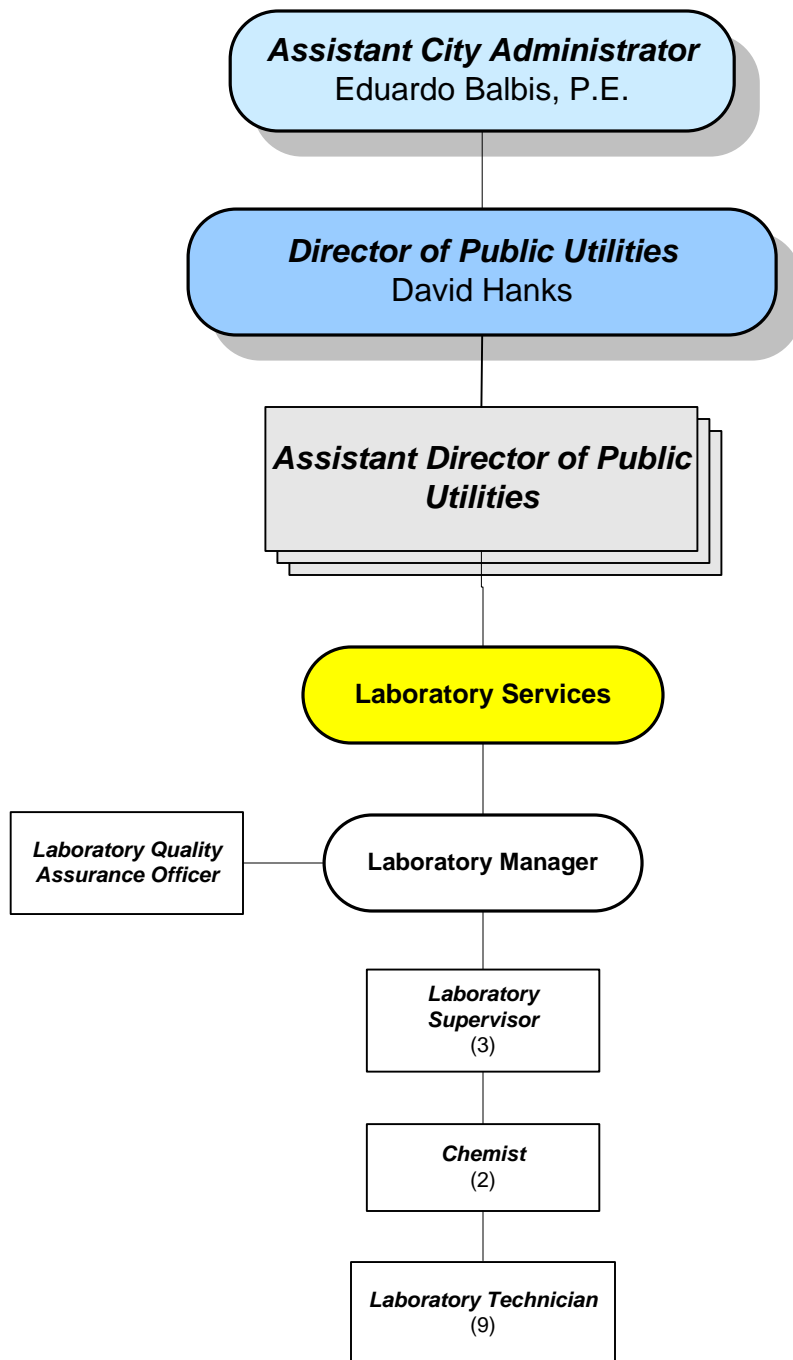 Assistant City Administrator
Eduardo Balbis, P.E.
Director of Public Utilities
David Hanks
Assistant Director of Public
Utilities
Laboratory Services
Laboratory Quality
Assurance Officer
Laboratory Manager
Laboratory
Supervisor
(3)
Chemist
(2)
Laboratory Technician
(9)